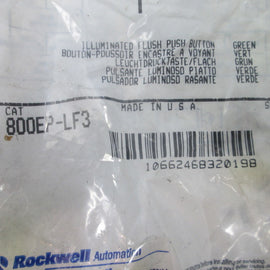 ILLUMINATED FLUSH PUSH BUTTON GREEN
BOUTON-POUSSOIR ENCASTRE A VOYANT VERT
LEUCHTDRUCKTASTE/FLACH GRUN
PULSANTE LUMINOSO PIATTO VERDE
PULSADOR LUMINOSO RASANTE VERDE
CAT MADE IN U.S.A
800EP-LF3
10662468320198
Rockwell Automation